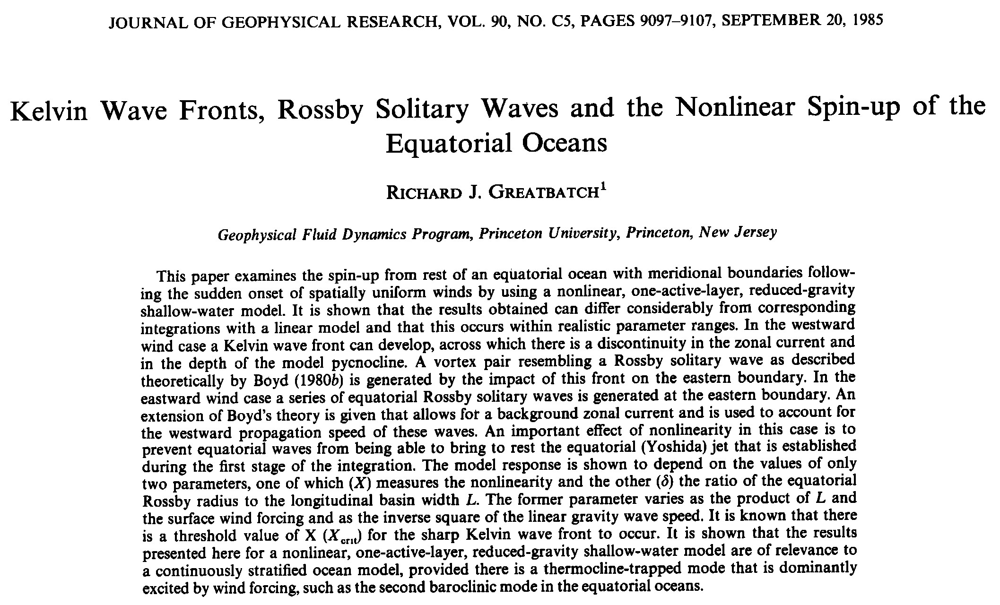 JOURNAL OF GEOPHYSICAL RESEARCH, VOL. 90, NO. C5, PAGES 9097–9107, SEPTEMBER 20, 1985
Kelvin Wave Fronts, Rossby Solitary Waves and the Nonlinear Spin-up of the
Equatorial Oceans
RICHARD J. GREATBATCH¹
Geophysical Fluid Dynamics Program, Princeton University, Princeton, New Jersey
This paper examines the spin-up from rest of an equatorial ocean with meridional boundaries follow-
ing the sudden onset of spatially uniform winds by using a nonlinear, one-active-layer, reduced-gravity
shallow-water model. It is shown that the results obtained can differ considerably from corresponding
integrations with a linear model and that this occurs within realistic parameter ranges. In the westward
wind case a Kelvin wave front can develop, across which there is a discontinuity in the zonal current and
in the depth of the model pycnocline. A vortex pair resembling a Rossby solitary wave as described
theoretically by Boyd (1980b) is generated by the impact of this front on the eastern boundary. In the
eastward wind case a series of equatorial Rossby solitary waves is generated at the eastern boundary. An
extension of Boyd's theory is given that allows for a background zonal current and is used to account for
the westward propagation speed of these waves. An important effect of nonlinearity in this case is to
prevent equatorial waves from being able to bring to rest the equatorial (Yoshida) jet that is established
during the first stage of the integration. The model response is shown to depend on the values of only
two parameters, one of which (X) measures the nonlinearity and the other (δ) the ratio of the equatorial
Rossby radius to the longitudinal basin width L. The former parameter varies as the product of L and
the surface wind forcing and as the inverse square of the linear gravity wave speed. It is known that there
is a threshold value of X (X_crit) for the sharp Kelvin wave front to occur. It is shown that the results
presented here for a nonlinear, one-active-layer, reduced-gravity shallow-water model are of relevance to
a continuously stratified ocean model, provided there is a thermocline-trapped mode that is dominantly
excited by wind forcing, such as the second baroclinic mode in the equatorial oceans.